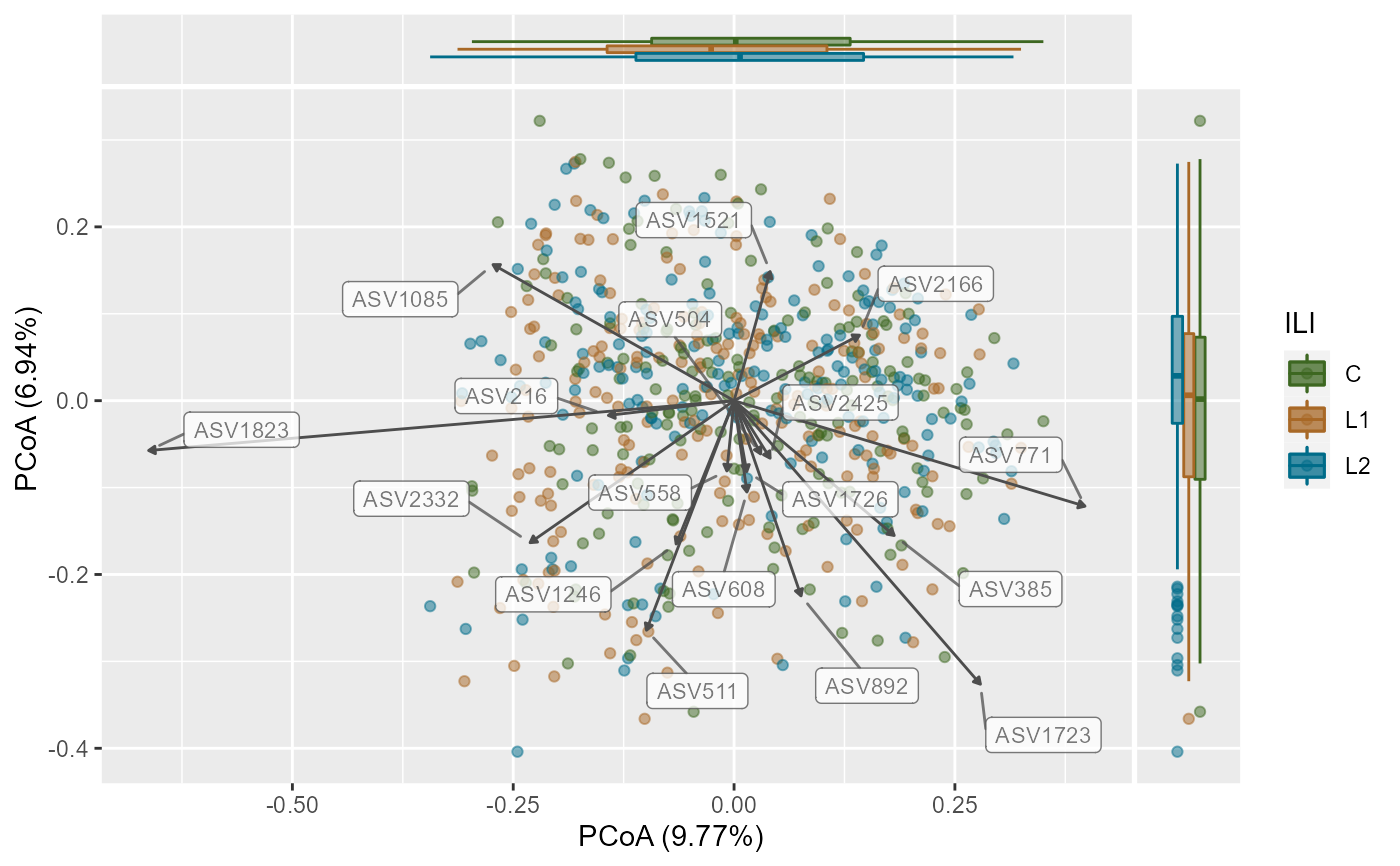 ASV1521
ASV2166
ASV1085
ASV504
ASV216
ASV2425
ASV1823
ASV771
ASV2332
ASV558
ASV1726
ASV1246
ASV608
ASV385
ASV511
ASV892
ASV1723
0.2
0.0
-0.2
-0.4
-0.50
-0.25
0.00
0.25
PCoA (9.77%)
PCoA (6.94%)
ILI
C
L1
L2